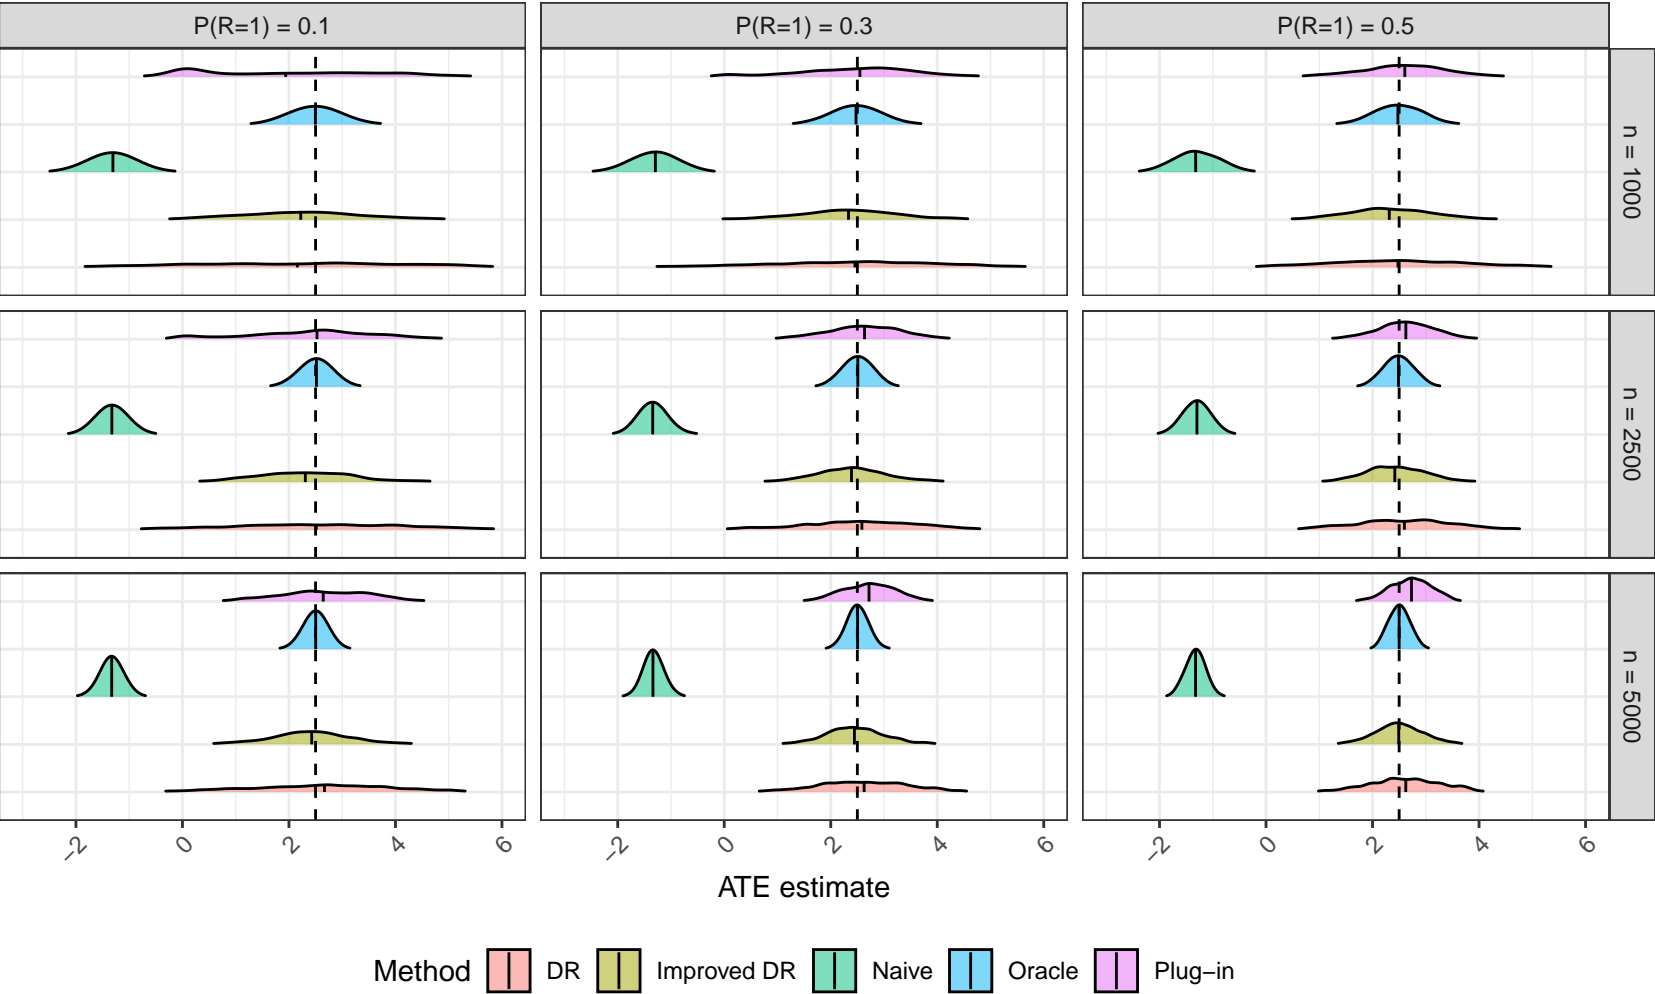 P(R=1) = 0.1
P(R=1) = 0.3
P(R=1) = 0.5
n = 1000
n = 2500
n = 5000
−2 0 2 4 6
−2 0 2 4 6
−2 0 2 4 6
ATE estimate
Method DR Improved DR Naive Oracle Plug−in